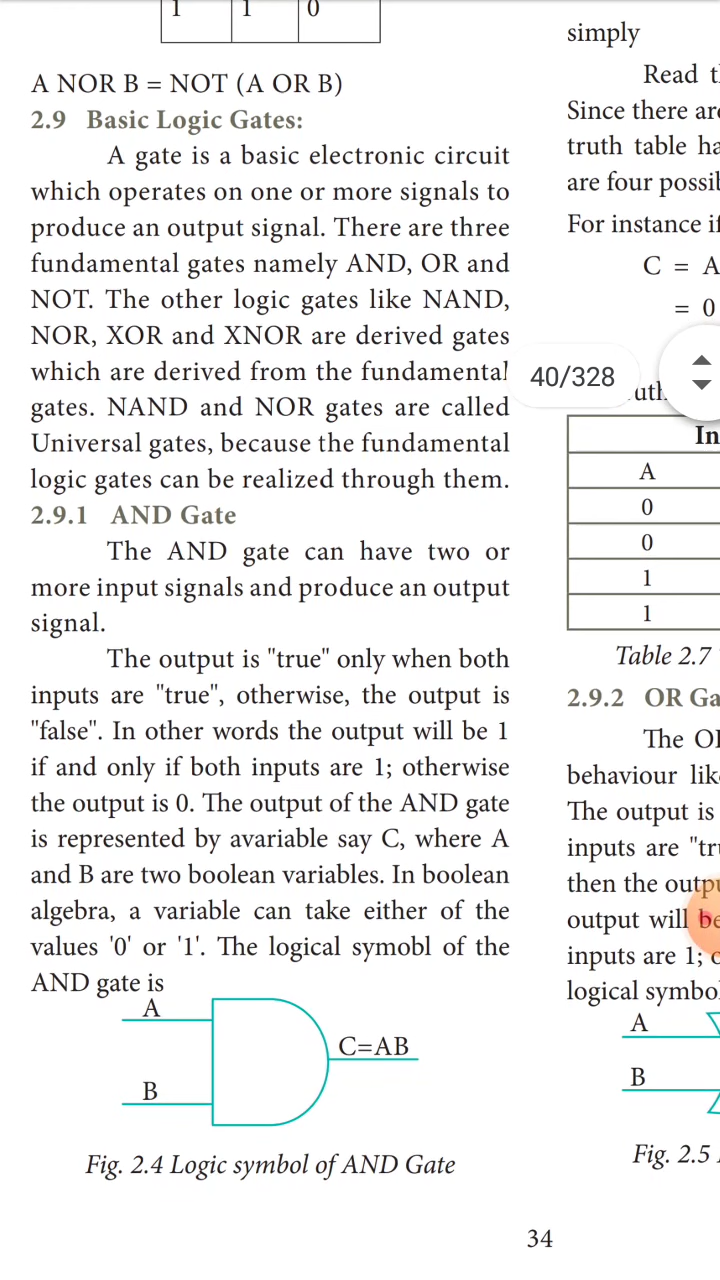 1 1 0
A NOR B = NOT (A OR B)
2.9 Basic Logic Gates:
A gate is a basic electronic circuit
which operates on one or more signals to
produce an output signal. There are three
fundamental gates namely AND, OR and
NOT. The other logic gates like NAND,
NOR, XOR and XNOR are derived gates
which are derived from the fundamental
gates. NAND and NOR gates are called
Universal gates, because the fundamental
logic gates can be realized through them.
2.9.1 AND Gate
The AND gate can have two or
more input signals and produce an output
signal.
The output is "true" only when both
inputs are "true", otherwise, the output is
"false". In other words the output will be 1
if and only if both inputs are 1; otherwise
the output is 0. The output of the AND gate
is represented by avariable say C, where A
and B are two boolean variables. In boolean
algebra, a variable can take either of the
values '0' or '1'. The logical symobl of the
AND gate is
A
C=AB
B
Fig. 2.4 Logic symbol of AND Gate
simply
Read
Since there
truth table
are four
For instance
C = A
= 0
40/328
A
0
0
1
1
Table 2.7
2.9.2 OR
The
behaviour
The output is
inputs are
then the
output will
inputs are 1;
logical
A
B
Fig. 2.5
34